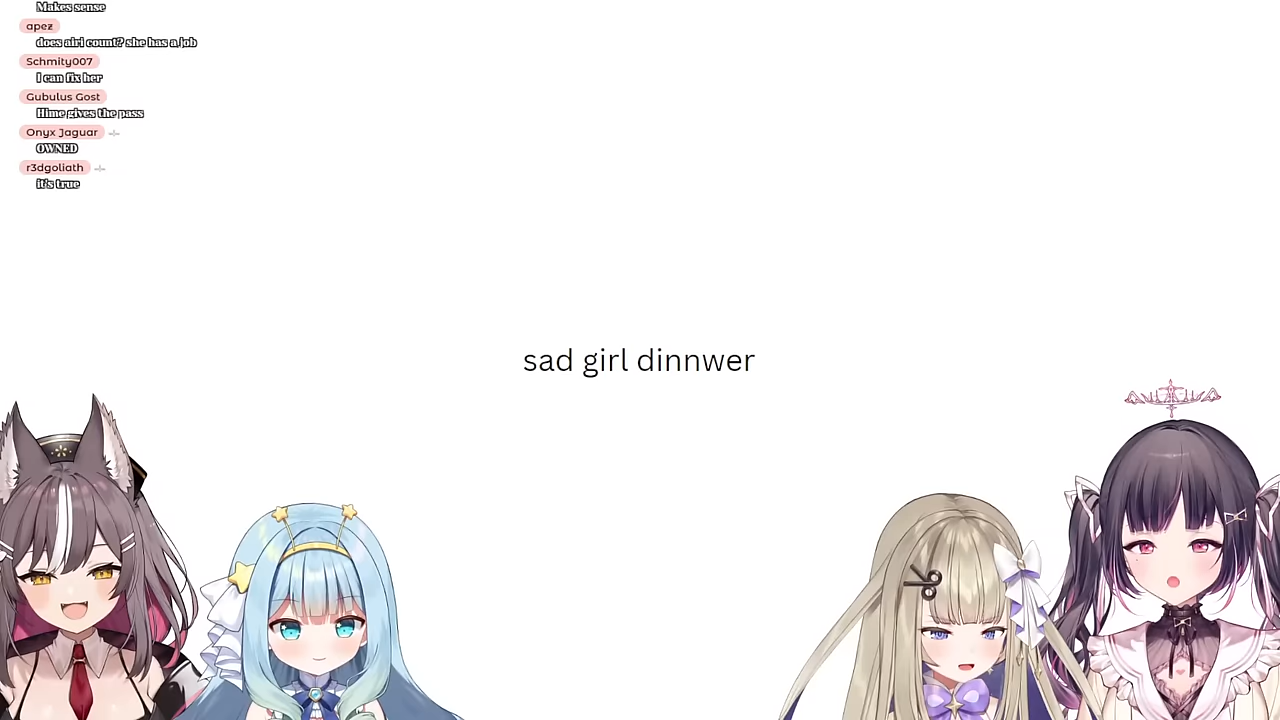 Makes sense
apez
does airi count? she has a job
Schmity007
I can fix her
Gubulus Gost
Hime gives the pass
Onyx Jaguar
OWNED
r3dgoliath
it's true
sad girl dinnwer